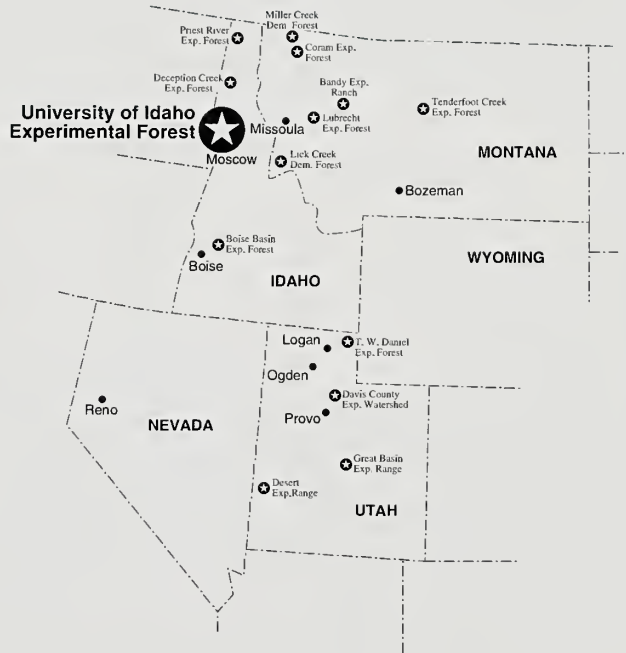 Miller Creek
Dem. Forest
Priest River
Exp. Forest
Coram Exp.
Forest
Deception Creek
Exp. Forest
Bandy Exp.
Ranch
Tenderfoot Creek
Exp. Forest
University of Idaho
Experimental Forest
Missoula
Lubrecht
Exp. Forest
Moscow
Lick Creek
Dem. Forest
MONTANA
Bozeman
Boise Basin
Exp. Forest
Boise
WYOMING
IDAHO
Logan
T. W. Daniel
Exp. Forest
Ogden
Davis County
Exp. Watershed
Reno
Provo
NEVADA
Great Basin
Exp. Range
Desert
Exp. Range
UTAH